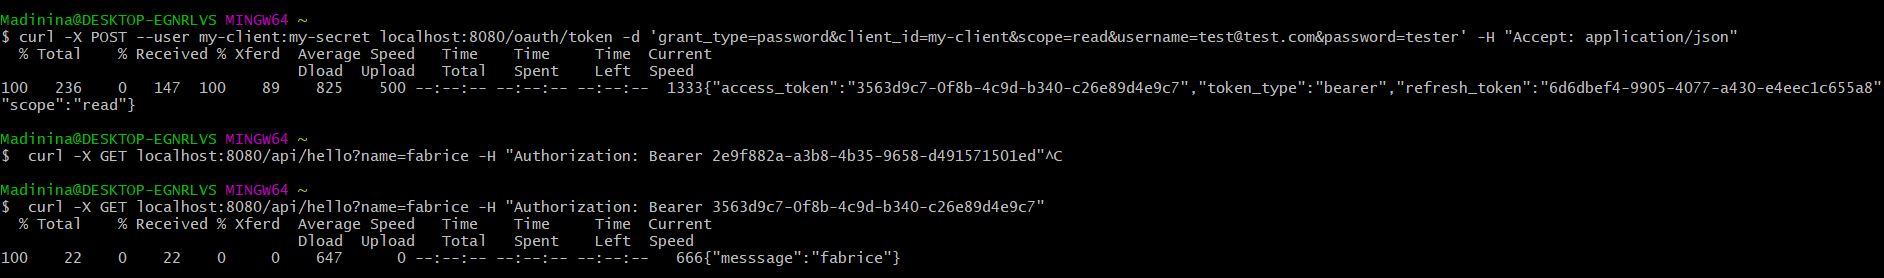 Madinina@DESKTOP-EGNRLVS MINGW64 ~
$ curl -X POST --user my-client:my-secret localhost:8080/oauth/token -d 'grant_type=password&client_id=my-client&scope=read&username=test@test.com&password=tester' -H "Accept: application/json"
  % Total    % Received % Xferd  Average Speed   Time    Time     Time  Current
                                 Dload  Upload   Total   Spent    Left  Speed
100   236    0   147  100    89    825    500 --:--:-- --:--:-- --:--:--  1333{"access_token":"3563d9c7-0f8b-4c9d-b340-c26e89d4e9c7","token_type":"bearer","refresh_token":"6d6dbef4-9905-4077-a430-e4eec1c655a8"
"scope":"read"}
Madinina@DESKTOP-EGNRLVS MINGW64 ~
$  curl -X GET localhost:8080/api/hello?name=fabrice -H "Authorization: Bearer 2e9f882a-a3b8-4b35-9658-d491571501ed"^C
Madinina@DESKTOP-EGNRLVS MINGW64 ~
$  curl -X GET localhost:8080/api/hello?name=fabrice -H "Authorization: Bearer 3563d9c7-0f8b-4c9d-b340-c26e89d4e9c7"
  % Total    % Received % Xferd  Average Speed   Time    Time     Time  Current
                                 Dload  Upload   Total   Spent    Left  Speed
100    22    0    22    0     0    647      0 --:--:-- --:--:-- --:--:--   666{"messsage":"fabrice"}